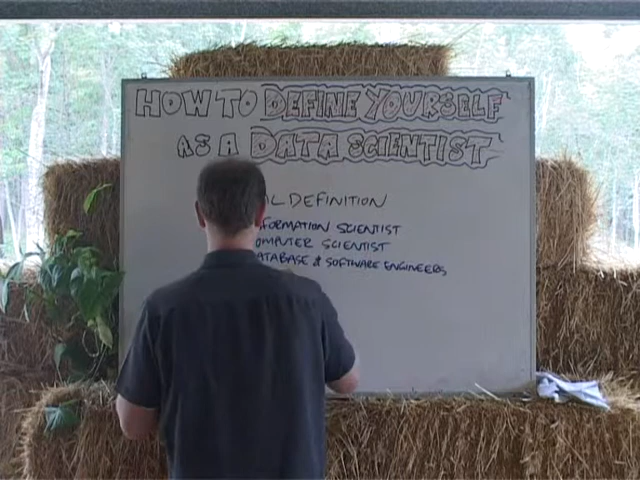 HOW TO DEFINE YOURSELF
AS A DATA SCIENTIST
DEFINITION
SCIENTIST
SCIENTIST
& SOFTWARE ENGINEERS